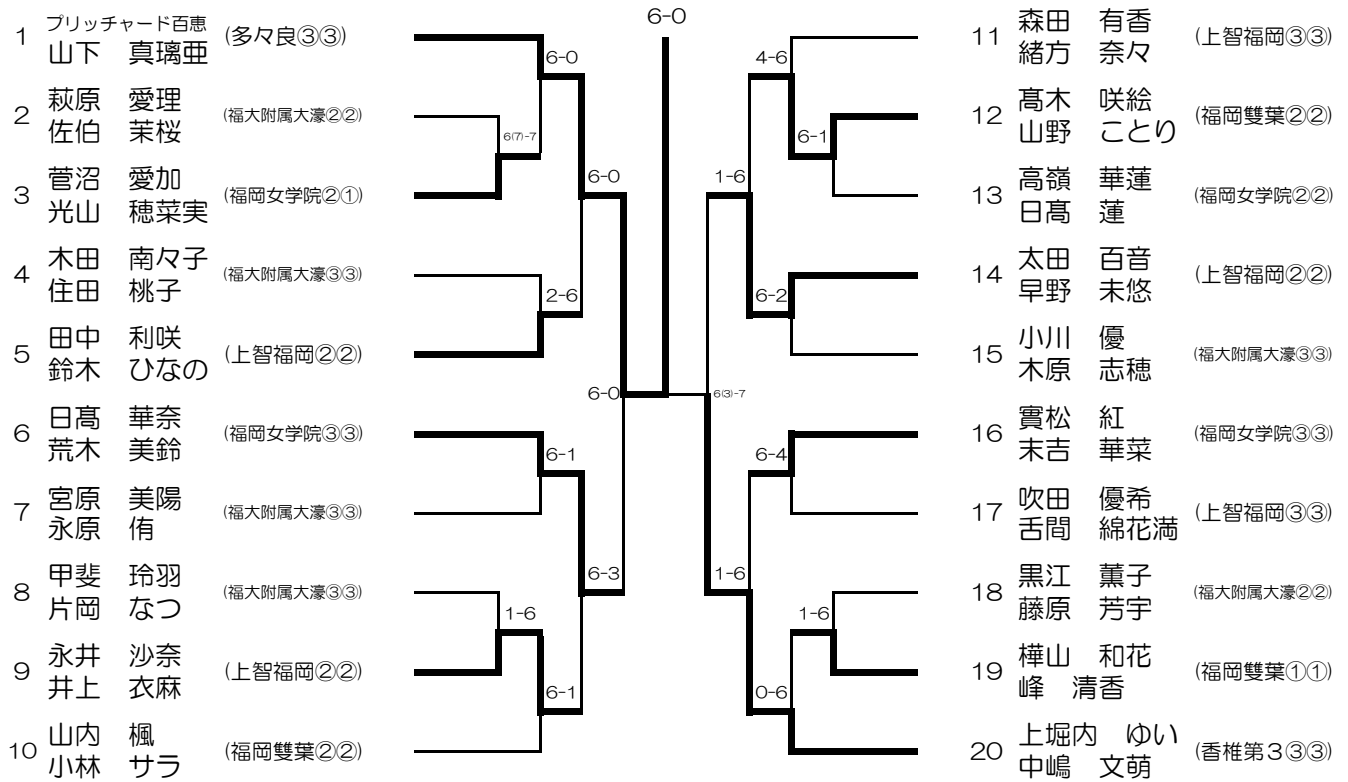 6-0
1 プリッチャード百恵 (多々良③③)
山下 真璃亜
6-0
2 萩原 愛理 (福大附属大濠②②)
佐伯 茉桜
6(7)-7
3 菅沼 愛加 (福岡女学院②①)
光山 穂菜実
6-0
4 木田 南々子 (福大附属大濠③③)
住田 桃子
2-6
5 田中 利咲 (上智福岡②②)
鈴木 ひなの
6-0
6 日髙 華奈 (福岡女学院③③)
荒木 美鈴
6-1
7 宮原 美陽 (福大附属大濠③③)
永原 侑
6-3
8 甲斐 玲羽 (福大附属大濠③③)
片岡 なつ
1-6
9 永井 沙奈 (上智福岡②②)
井上 衣麻
6-1
10 山内 楓 (福岡雙葉②②)
小林 サラ
11 森田 有香 (上智福岡③③)
緒方 奈々
4-6
12 髙木 咲絵 (福岡雙葉②②)
山野 ことり
6-1
13 高嶺 華蓮 (福岡女学院②②)
日髙 蓮
1-6
14 太田 百音 (上智福岡②②)
早野 未悠
6-2
15 小川 優 (福大附属大濠③③)
木原 志穂
6(3)-7
16 實松 紅 (福岡女学院③③)
末吉 華菜
6-4
17 吹田 優希 (上智福岡③③)
舌間 綿花満
1-6
18 黒江 薫子 (福大附属大濠②②)
藤原 芳宇
1-6
19 樺山 和花 (福岡雙葉①①)
峰 清香
0-6
20 上堀内 ゆい (香椎第3③③)
中嶋 文萌